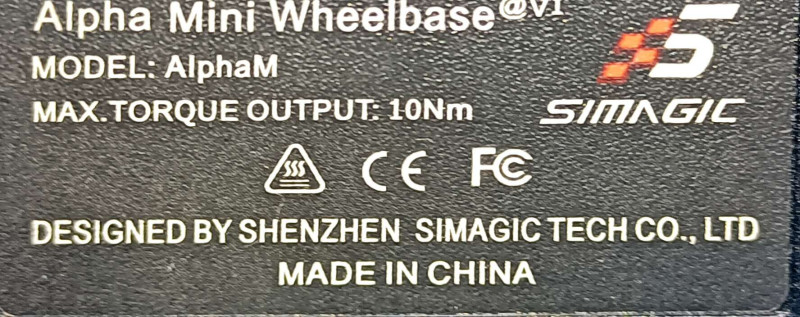 Alpha Mini Wheelbase@V1
MODEL: AlphaM
MAX.TORQUE OUTPUT: 10Nm
SIMAGIC
CE FC
DESIGNED BY SHENZHEN SIMAGIC TECH CO., LTD
MADE IN CHINA